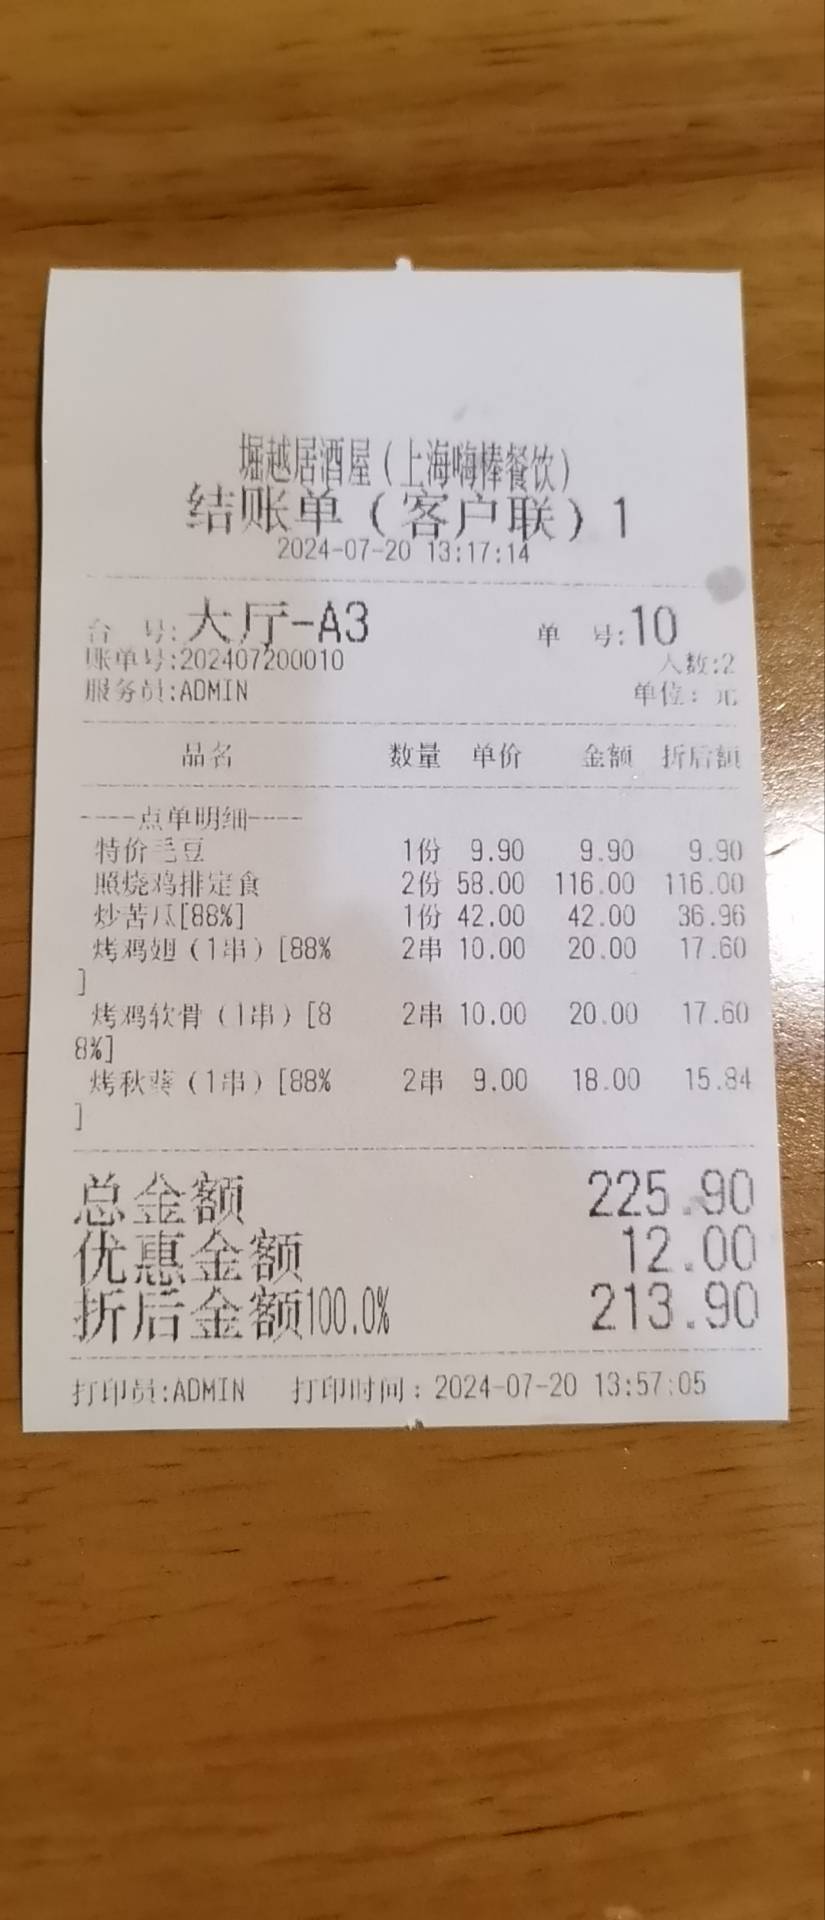 堀越居酒屋（上海嗨棒餐饮）
结账单（客户联）1
2024-07-20 13:17:14
台 号:大厅-A3 单 号:10
账单号:202407200010 人数:2
服务员:ADMIN 单位：元
品名 数量 单价 金额 折后额
----点单明细----
特价毛豆 1份 9.90 9.90 9.90
照烧鸡排定食 2份 58.00 116.00 116.00
炒苦瓜[88%] 1份 42.00 42.00 36.96
烤鸡翅（1串）[88% 2串 10.00 20.00 17.60
]
烤鸡软骨（1串）[8 2串 10.00 20.00 17.60
8%]
烤秋葵（1串）[88% 2串 9.00 18.00 15.84
]
总金额 225.90
优惠金额 12.00
折后金额100.0% 213.90
打印员:ADMIN 打印时间：2024-07-20 13:57:05